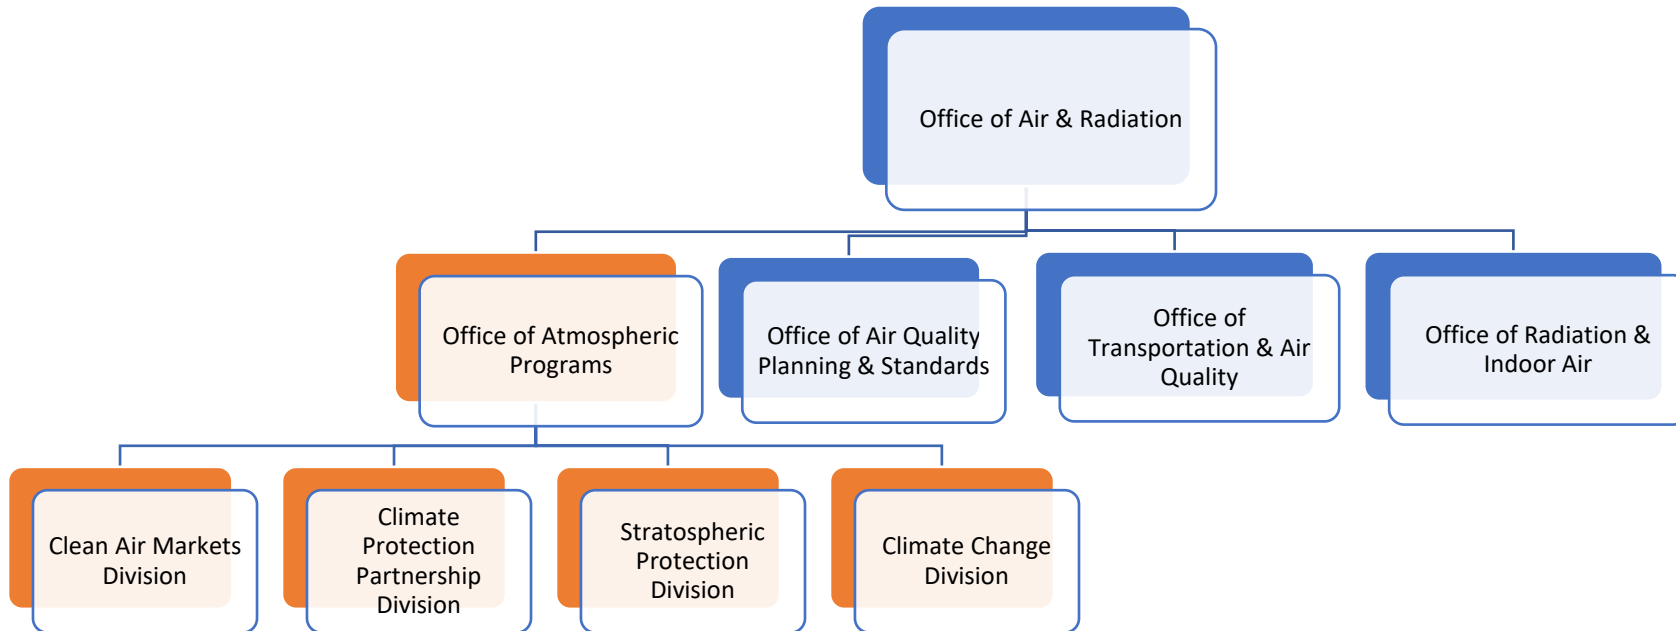 Office of Air & Radiation
Office of Atmospheric
Programs
Office of Air Quality
Planning & Standards
Office of
Transportation & Air
Quality
Office of Radiation &
Indoor Air
Clean Air Markets
Division
Climate
Protection
Partnership
Division
Stratospheric
Protection
Division
Climate Change
Division